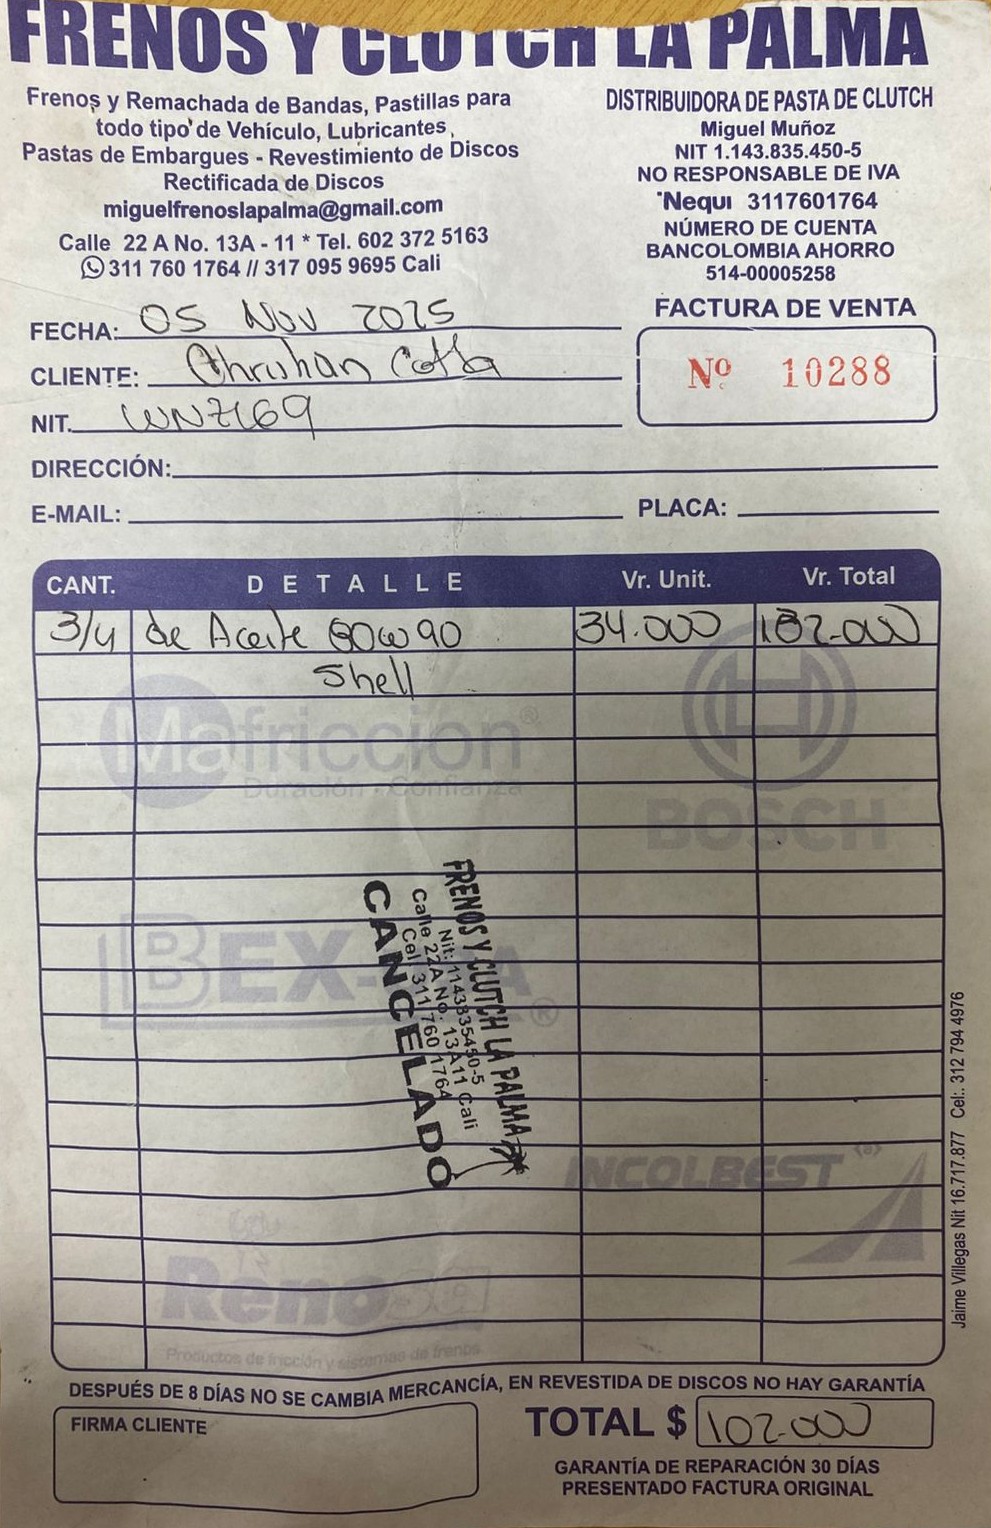 FRENOS Y CLUTCH LA PALMA
Frenos y Remachada de Bandas, Pastillas para
todo tipo de Vehículo, Lubricantes,
Pastas de Embargues - Revestimiento de Discos
Rectificada de Discos
miguelfrenoslapalma@gmail.com
Calle 22 A No. 13A - 11 * Tel. 602 372 5163
311 760 1764 // 317 095 9695 Cali
DISTRIBUIDORA DE PASTA DE CLUTCH
Miguel Muñoz
NIT 1.143.835.450-5
NO RESPONSABLE DE IVA
Nequi 3117601764
NÚMERO DE CUENTA
BANCOLOMBIA AHORRO
514-00005258
FACTURA DE VENTA
Nº 10288
FECHA: 05 Nov 2025
CLIENTE:
NIT.
DIRECCIÓN:
E-MAIL: PLACA:
CANT. DETALLE Vr. Unit. Vr. Total
3/4 de Aceite 80w90 34.000 102.000
Shell
Mafriccion®
Duración - Confianza
BOSCH
BEX-®
FRENOS Y CLUTCH LA PALMA
Nit: 1143835450-5
Calle 22A No. 13A11 Cali
Cel. 311 760 1764
CANCELADO
INCOLBEST
Reno
Productos de fricción y sistemas de frenos
Jaime Villegas Nit 16.717.877 Cel:. 312 794 4976
DESPUÉS DE 8 DÍAS NO SE CAMBIA MERCANCÍA, EN REVESTIDA DE DISCOS NO HAY GARANTÍA
FIRMA CLIENTE
TOTAL $ 102.000
GARANTÍA DE REPARACIÓN 30 DÍAS
PRESENTADO FACTURA ORIGINAL